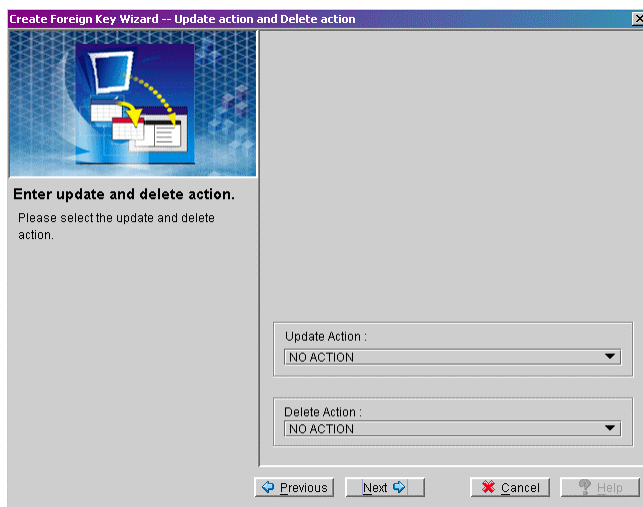 Create Foreign Key Wizard -- Update action and Delete action
Enter update and delete action.
Please select the update and delete
action.
Update Action :
NO ACTION
Delete Action :
NO ACTION
Previous
Next
Cancel
Help